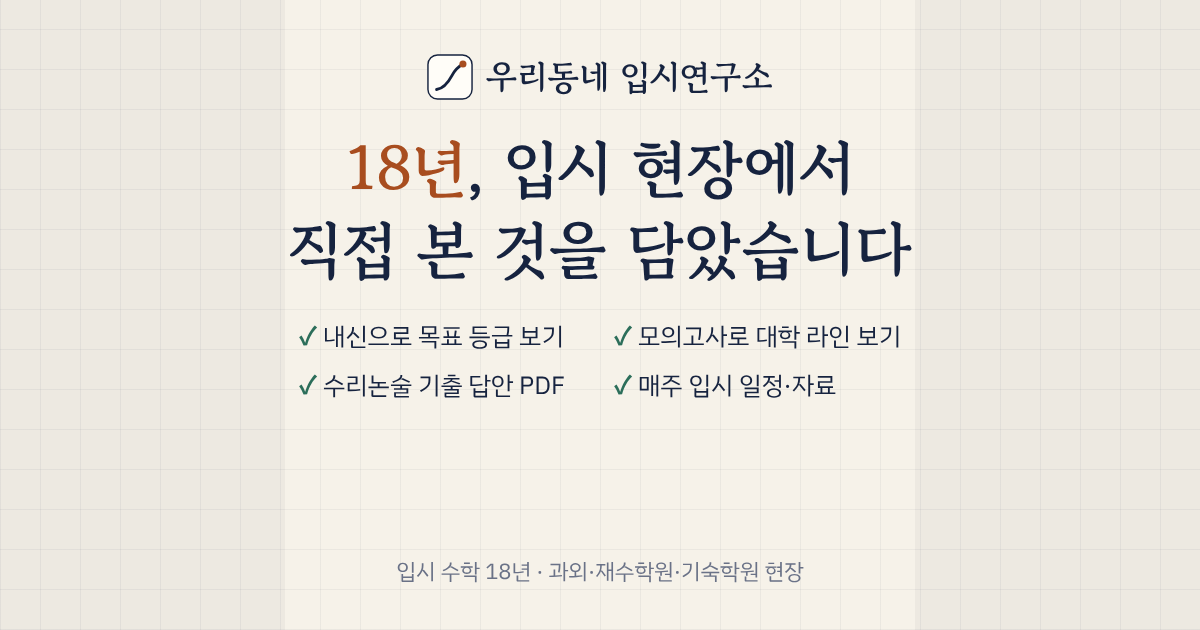 우리동네 입시연구소
18년, 입시 현장에서
직접 본 것을 담았습니다
✓ 내신으로 목표 등급 보기
✓ 모의고사로 대학 라인 보기
✓ 수리논술 기출 답안 PDF
✓ 매주 입시 일정·자료
입시 수학 18년 · 과외·재수학원·기숙학원 현장